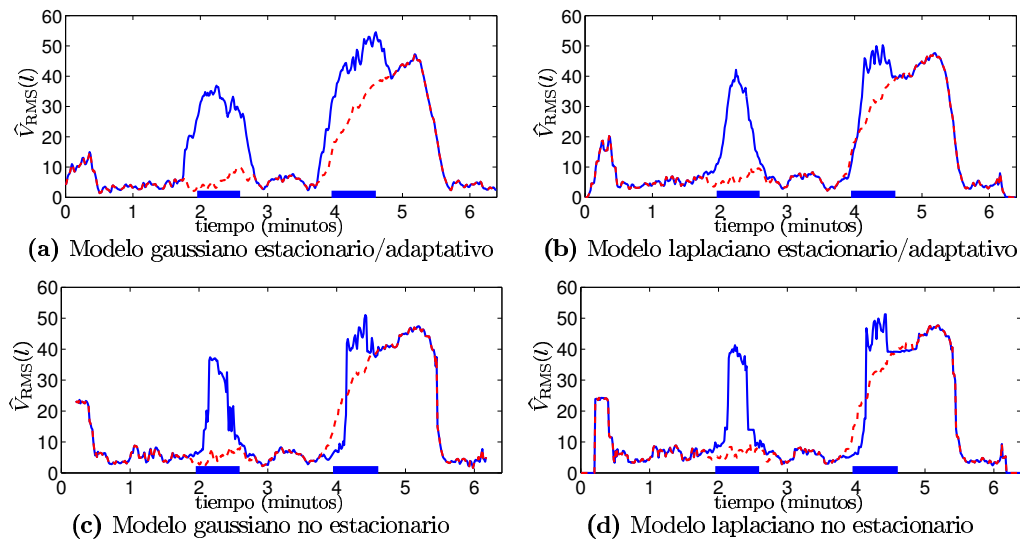 60
50
40
30
20
10
0
V̂RMS(l)
0 1 2 3 4 5 6
tiempo (minutos)
(a) Modelo gaussiano estacionario/adaptativo
60
50
40
30
20
10
0
V̂RMS(l)
0 1 2 3 4 5 6
tiempo (minutos)
(b) Modelo laplaciano estacionario/adaptativo
60
50
40
30
20
10
0
V̂RMS(l)
0 1 2 3 4 5 6
tiempo (minutos)
(c) Modelo gaussiano no estacionario
60
50
40
30
20
10
0
V̂RMS(l)
0 1 2 3 4 5 6
tiempo (minutos)
(d) Modelo laplaciano no estacionario